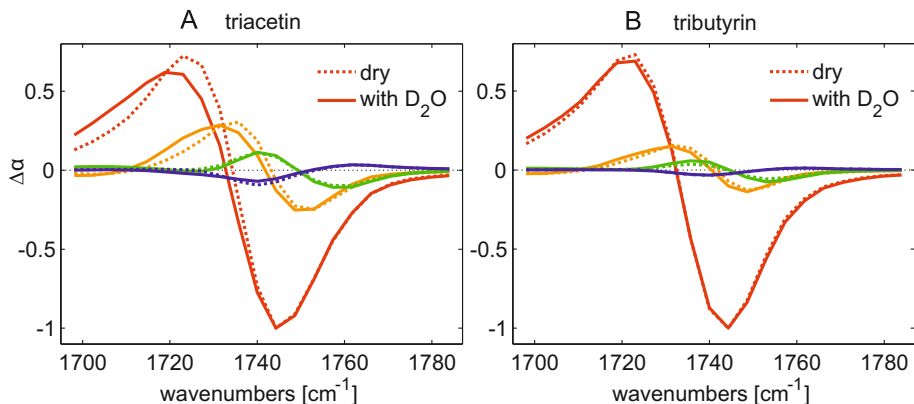 A triacetin
B tributyrin
dry
with D₂O
dry
with D₂O
Δα
0.5
0
-0.5
-1
0.5
0
-0.5
-1
1700 1720 1740 1760 1780
1700 1720 1740 1760 1780
wavenumbers [cm⁻¹]
wavenumbers [cm⁻¹]